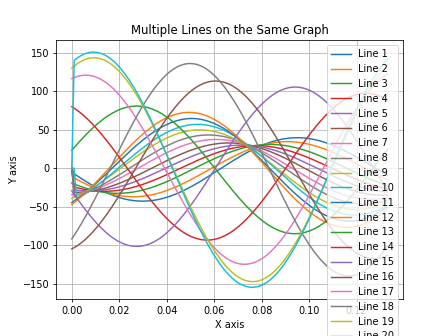 Multiple Lines on the Same Graph
150
100
50
0
−50
−100
−150
Y axis
0.00
0.02
0.04
0.06
0.08
0.10
X axis
Line 1
Line 2
Line 3
Line 4
Line 5
Line 6
Line 7
Line 8
Line 9
Line 10
Line 11
Line 12
Line 13
Line 14
Line 15
Line 16
Line 17
Line 18
Line 19
Line 20